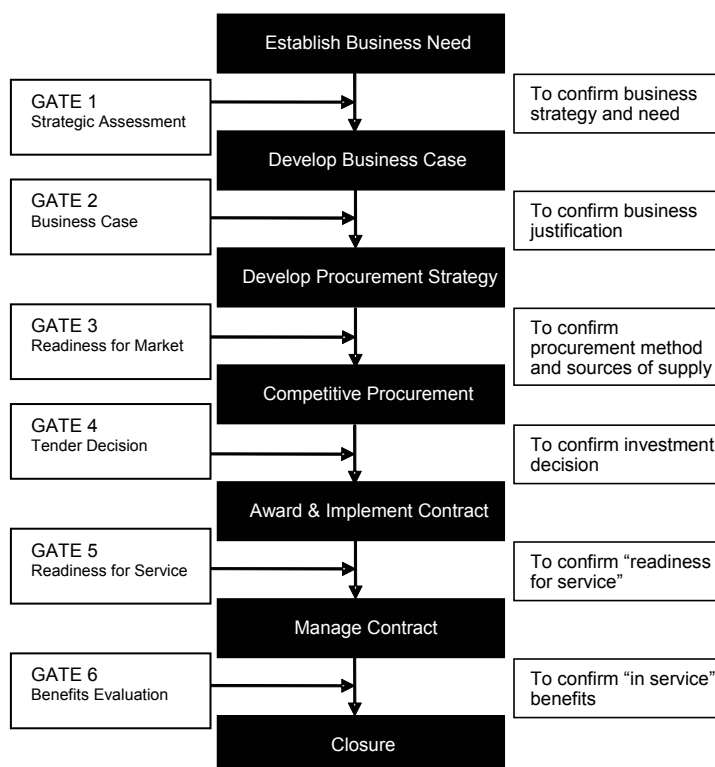 Establish Business Need
GATE 1
Strategic Assessment
To confirm business
strategy and need
Develop Business Case
GATE 2
Business Case
To confirm business
justification
Develop Procurement Strategy
GATE 3
Readiness for Market
To confirm
procurement method
and sources of supply
Competitive Procurement
GATE 4
Tender Decision
To confirm investment
decision
Award & Implement Contract
GATE 5
Readiness for Service
To confirm “readiness
for service”
Manage Contract
GATE 6
Benefits Evaluation
To confirm “in service”
benefits
Closure